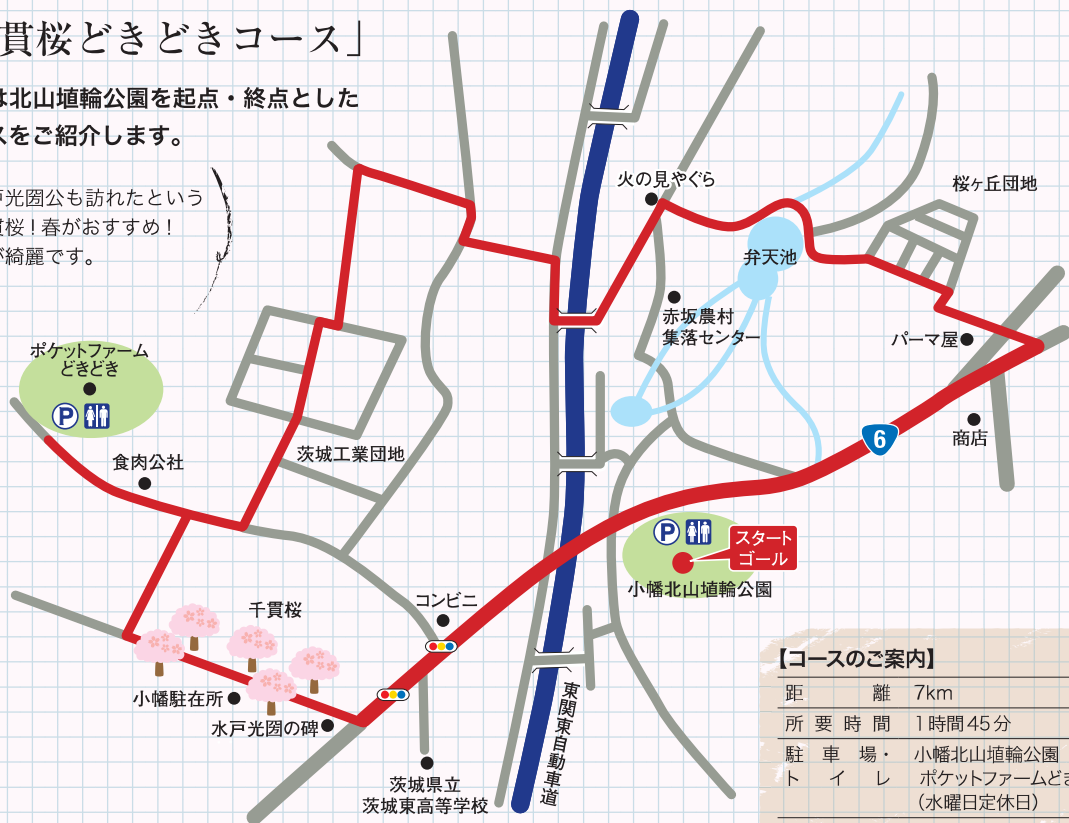 貫桜どきどきコース」
は北山埴輪公園を起点・終点とした
スをご紹介します。
戸光圀公も訪れたという
貫桜！春がおすすめ！
が綺麗です。
火の見やぐら
桜ヶ丘団地
弁天池
赤坂農村
集落センター
パーマ屋
ポケットファーム
どきどき
P
食肉公社
茨城工業団地
6
商店
P
スタート
ゴール
小幡北山埴輪公園
千貫桜
コンビニ
小幡駐在所
水戸光圀の碑
東関東自動車道
茨城県立
茨城東高等学校
【コースのご案内】
距離 7km
所要時間 1時間45分
駐車場・ 小幡北山埴輪公園
トイレ ポケットファームどき
（水曜日定休日）